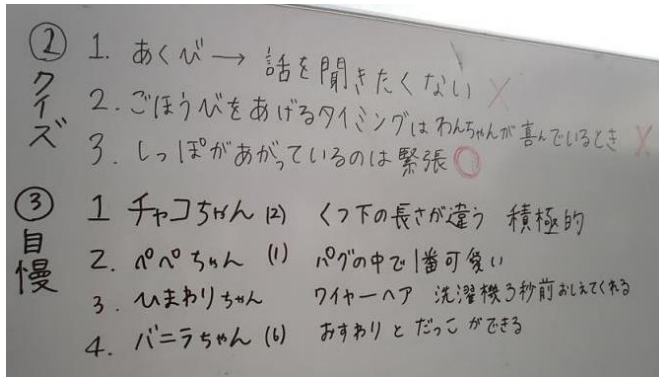 ② クイズ
1. あくび → 話を聞きたくない ×
2. ごほうびをあげるタイミングはわんちゃんが喜んでいるとき ×
3. しっぽがあがっているのは緊張 ○
③ 自慢
1 チャコちゃん (2) くつ下の長さが違う 積極的
2. ペペちゃん (1) パグの中で1番可愛い
3. ひまわりちゃん ワイヤーヘア 洗濯機3秒前おしえてくれる
4. バニラちゃん (6) おすわりとだっこができる